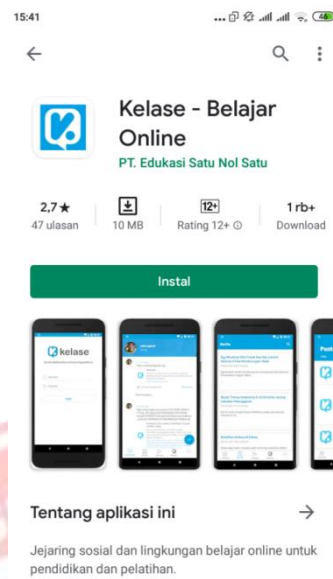 15:41
Kelase - Belajar
Online
PT. Edukasi Satu Nol Satu
2,7★
47 ulasan
10 MB
12+
Rating 12+
1 rb+
Download
Instal
kelase
Berita
Tentang aplikasi ini
Jejaring sosial dan lingkungan belajar online untuk
pendidikan dan pelatihan.